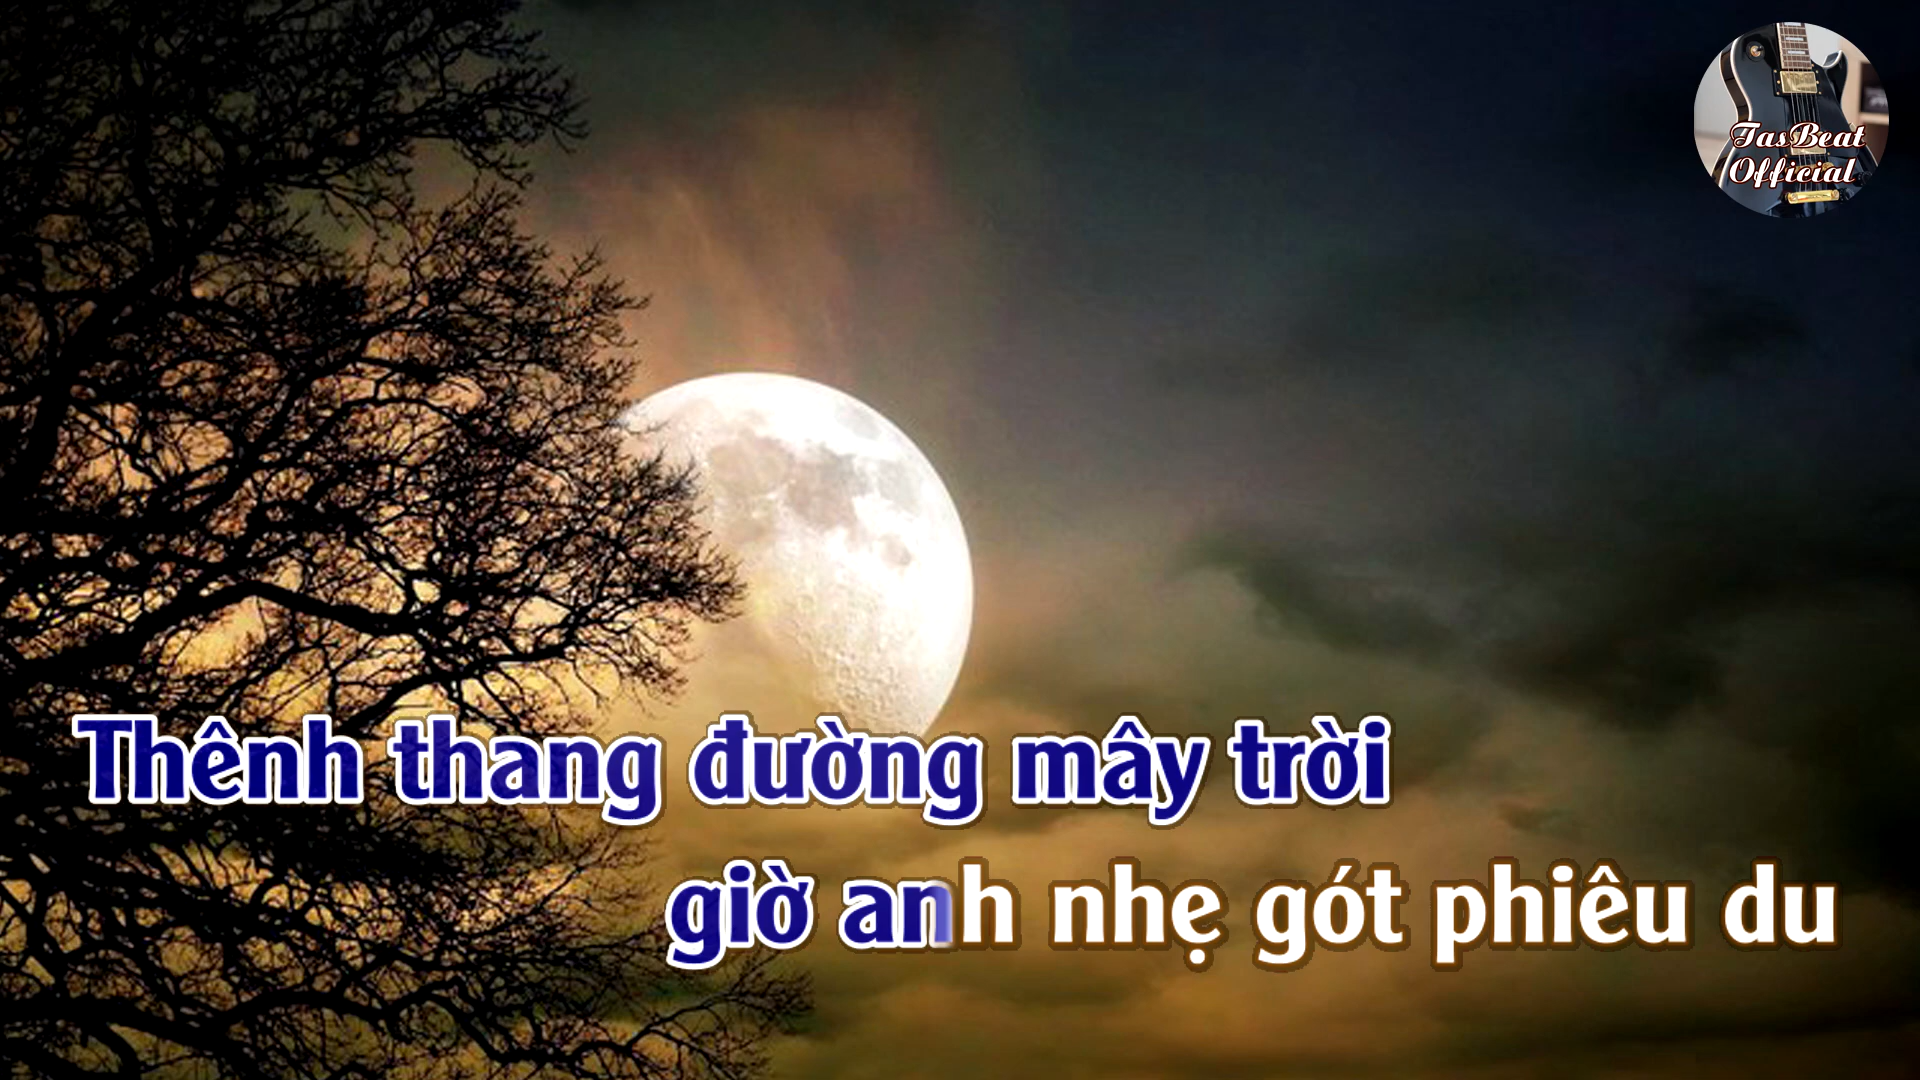 TasBeat
Official
Thênh thang đường mây trời
giờ anh nhẹ gót phiêu du